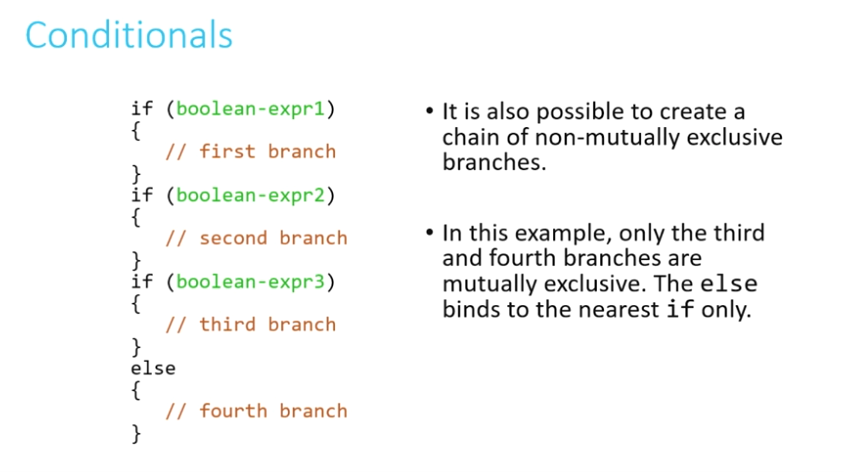 Conditionals
if (boolean-expr1)
{
// first branch
}
if (boolean-expr2)
{
// second branch
}
if (boolean-expr3)
{
// third branch
}
else
{
// fourth branch
}
• It is also possible to create a
chain of non-mutually exclusive
branches.
• In this example, only the third
and fourth branches are
mutually exclusive. The else
binds to the nearest if only.